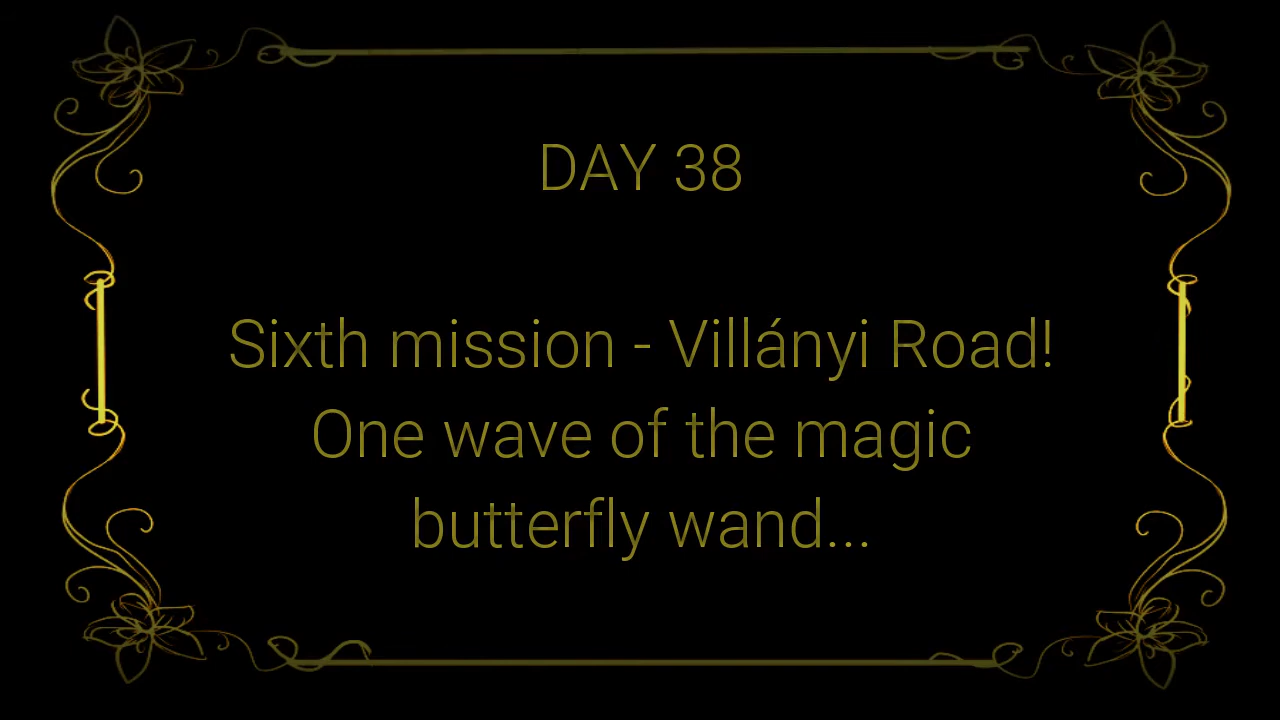 DAY 38
Sixth mission - Villányi Road!
One wave of the magic
butterfly wand...